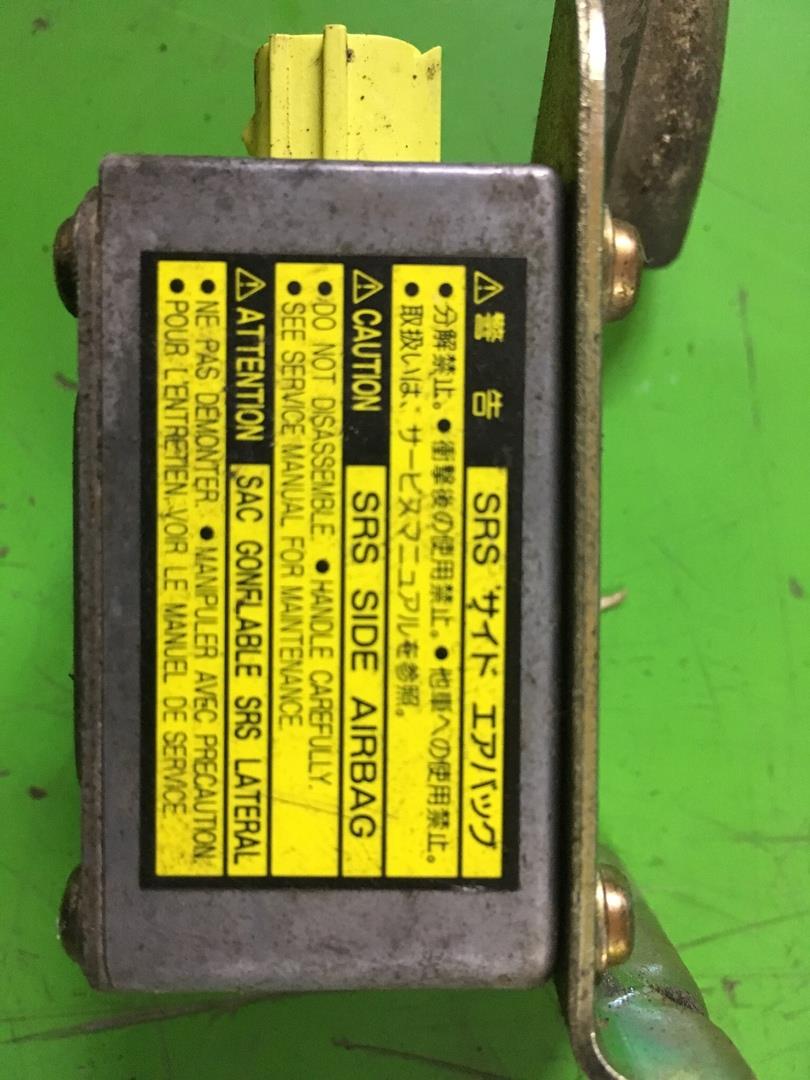 ⚠警告 SRS サイド エアバッグ
●分解禁止。●衝撃後の使用禁止。●他車への使用禁止。
●取扱いは、サービスマニュアルを参照。
⚠CAUTION SRS SIDE AIRBAG
●DO NOT DISASSEMBLE. ●HANDLE CAREFULLY.
●SEE SERVICE MANUAL FOR MAINTENANCE.
⚠ATTENTION SAC GONFLABLE SRS LATERAL
●NE PAS DEMONTER. ●MANIPULER AVEC PRECAUTION.
●POUR L'ENTRETIEN, VOIR LE MANUEL DE SERVICE.